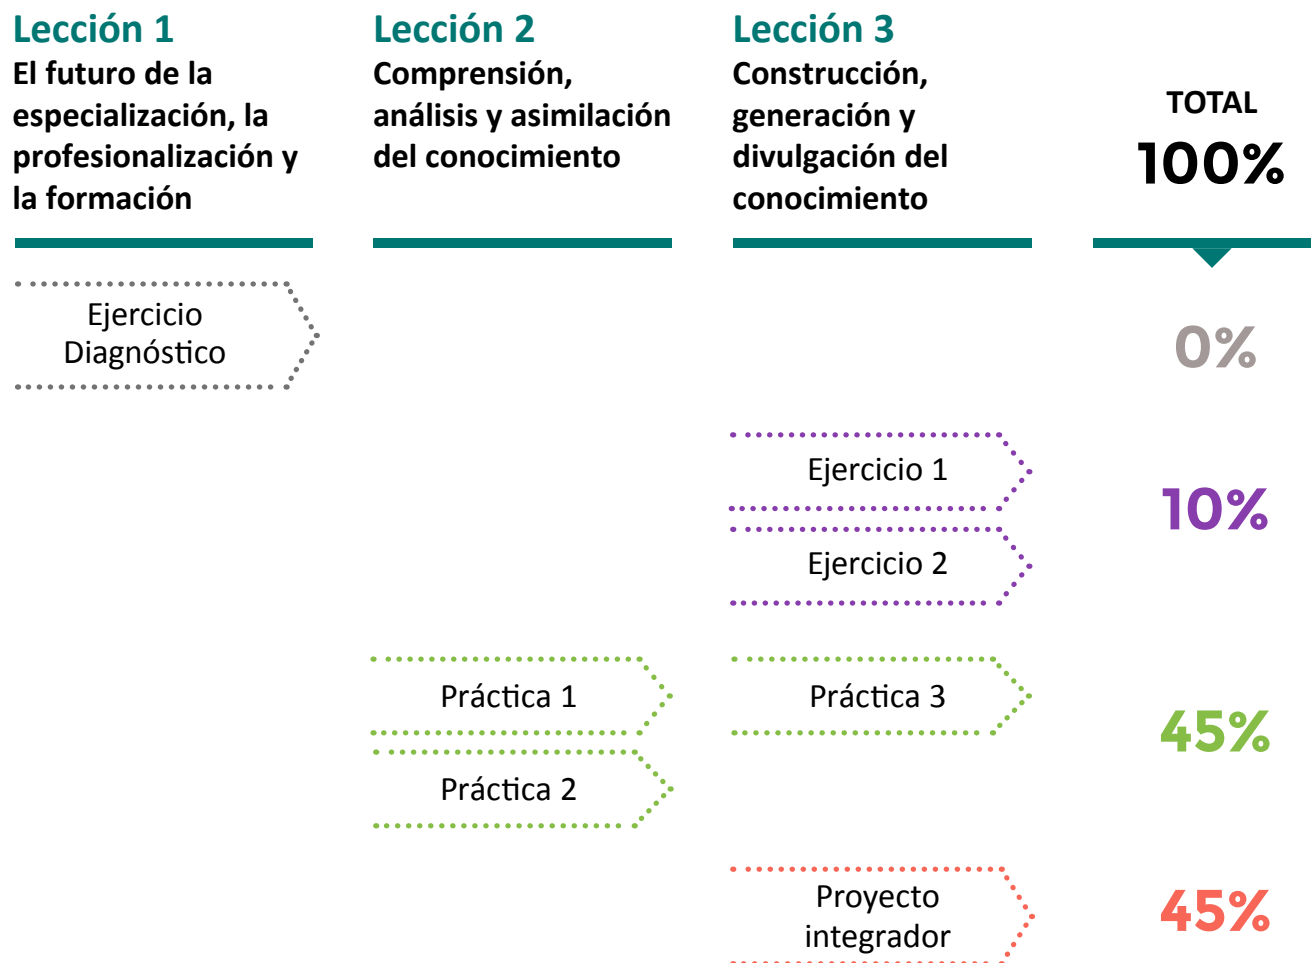 Lección 1
El futuro de la
especialización, la
profesionalización y
la formación
Lección 2
Comprensión,
análisis y asimilación
del conocimiento
Lección 3
Construcción,
generación y
divulgación del
conocimiento
TOTAL
100%
Ejercicio
Diagnóstico
0%
Ejercicio 1
Ejercicio 2
10%
Práctica 1
Práctica 3
Práctica 2
45%
Proyecto
integrador
45%